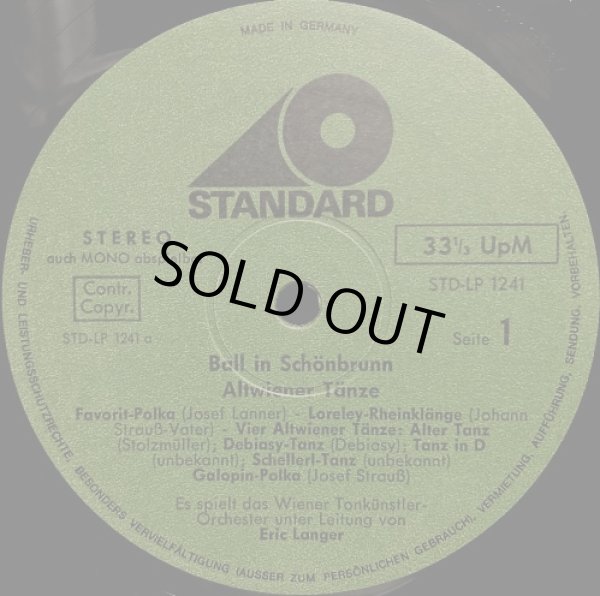 MADE IN GERMANY
STANDARD
STEREO
auch MONO
33 1/3 UpM
STD-LP 1241
Contr.
Copyr.
STD-LP 1241 a
Seite 1
SOLD OUT
Ball in Schönbrunn
Altwiener Tänze
Favorit-Polka (Josef Lanner) - Loreley-Rheinklänge (Johann
Strauß-Vater) - Vier Altwiener Tänze: Alter Tanz
(Stolzmüller); Debiasy-Tanz (Debiasy); Tanz in D
(unbekannt); Schellerl-Tanz (unbekannt)
Galopin-Polka (Josef Strauß)
Es spielt das Wiener Tonkünstler-
Orchester unter Leitung von
Eric Langer
URHEBER- UND LEISTUNGSSCHUTZRECHTE, BESONDERS VERVIELFÄLTIGUNG (AUSSER ZUM PERSÖNLICHEN GEBRAUCH), VERMIETUNG, AUFFÜHRUNG, SENDUNG, VORBEHALTEN.